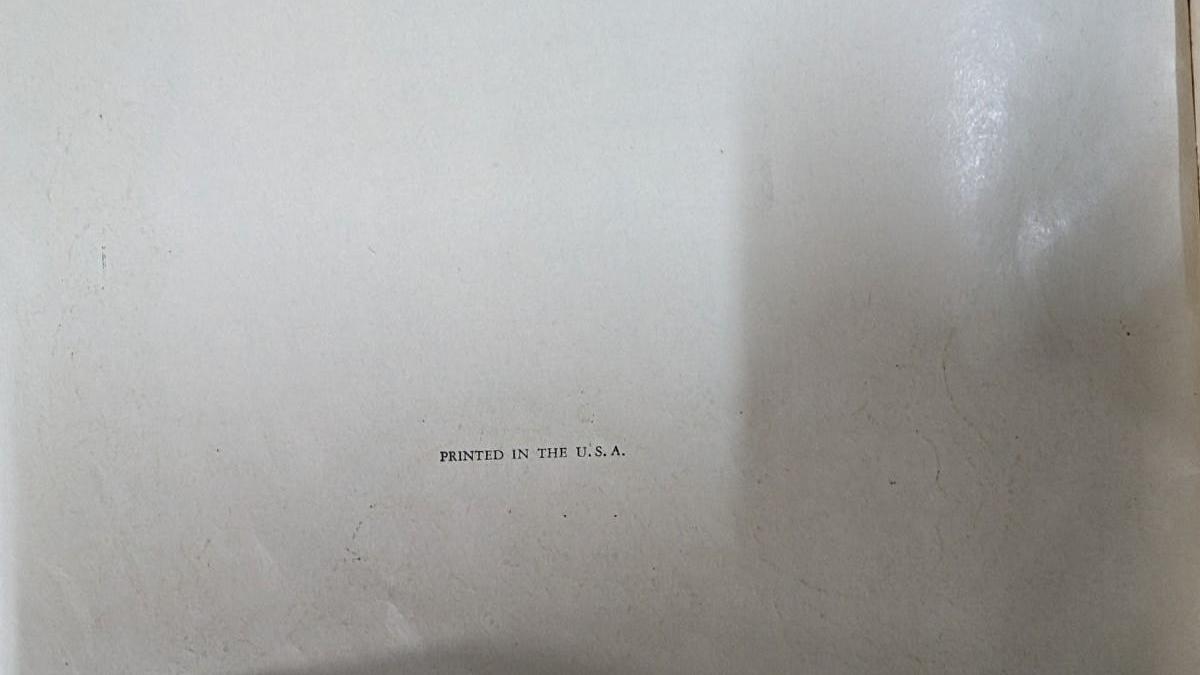 PRINTED IN THE U.S.A.